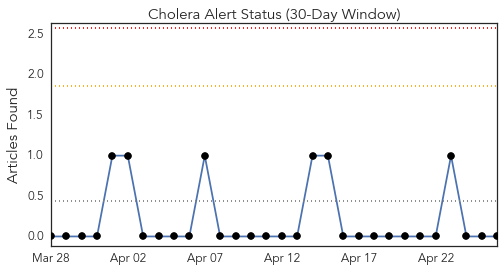 Cholera Alert Status (30-Day Window)
Articles Found
2.5
2.0
1.5
1.0
0.5
0.0
Mar 28 Apr 02 Apr 07 Apr 12 Apr 17 Apr 22